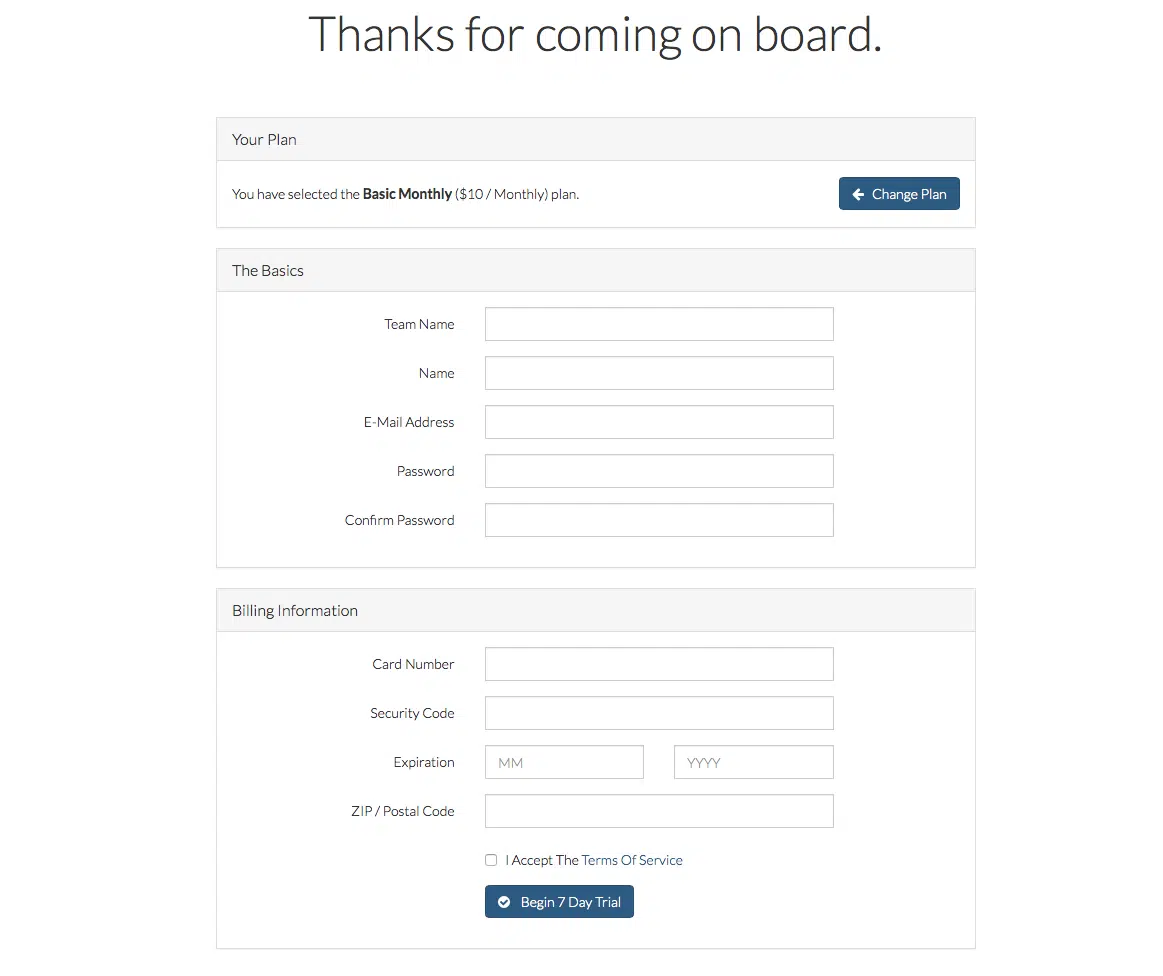 Thanks for coming on board.
Your Plan
You have selected the Basic Monthly ($10 / Monthly) plan.
Change Plan
The Basics
Team Name
Name
E-Mail Address
Password
Confirm Password
Billing Information
Card Number
Security Code
Expiration MM YYYY
ZIP / Postal Code
I Accept The Terms Of Service
Begin 7 Day Trial